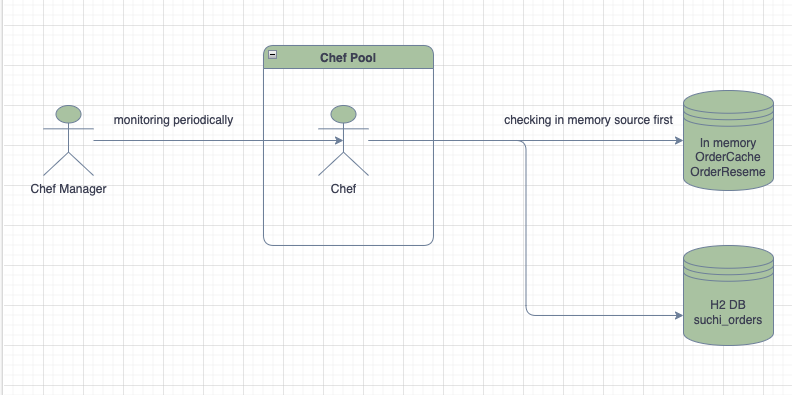 Chef Pool
monitoring periodically
checking in memory source first
In memory
OrderCache
OrderReseme
Chef Manager
Chef
H2 DB
suchi_orders